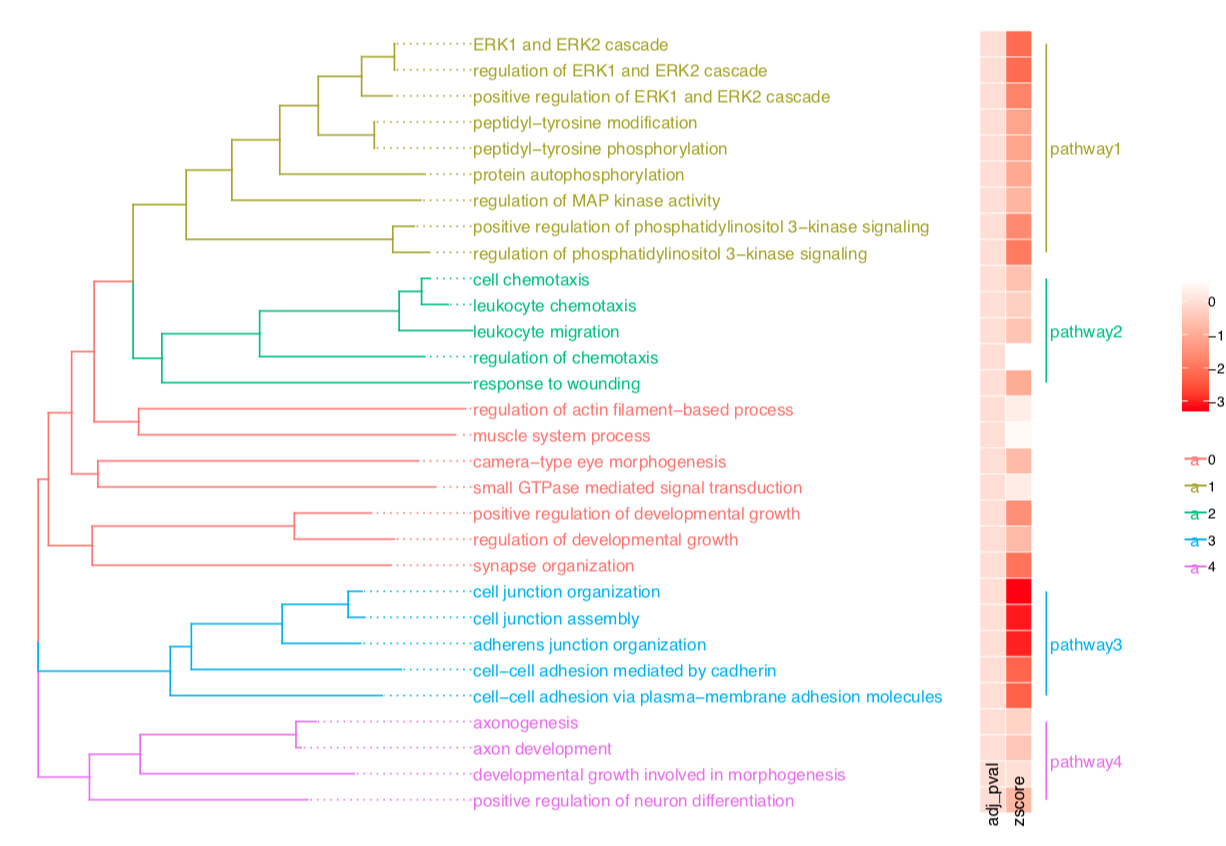 ERK1 and ERK2 cascade
regulation of ERK1 and ERK2 cascade
positive regulation of ERK1 and ERK2 cascade
peptidyl−tyrosine modification
peptidyl−tyrosine phosphorylation
protein autophosphorylation
regulation of MAP kinase activity
positive regulation of phosphatidylinositol 3−kinase signaling
regulation of phosphatidylinositol 3−kinase signaling
cell chemotaxis
leukocyte chemotaxis
leukocyte migration
regulation of chemotaxis
response to wounding
regulation of actin filament−based process
muscle system process
camera−type eye morphogenesis
small GTPase mediated signal transduction
positive regulation of developmental growth
regulation of developmental growth
synapse organization
cell junction organization
cell junction assembly
adherens junction organization
cell−cell adhesion mediated by cadherin
cell−cell adhesion via plasma−membrane adhesion molecules
axonogenesis
axon development
developmental growth involved in morphogenesis
positive regulation of neuron differentiation
adj_pval
zscore
pathway1
pathway2
pathway3
pathway4
0
−1
−2
−3
a 0
a 1
a 2
a 3
a 4